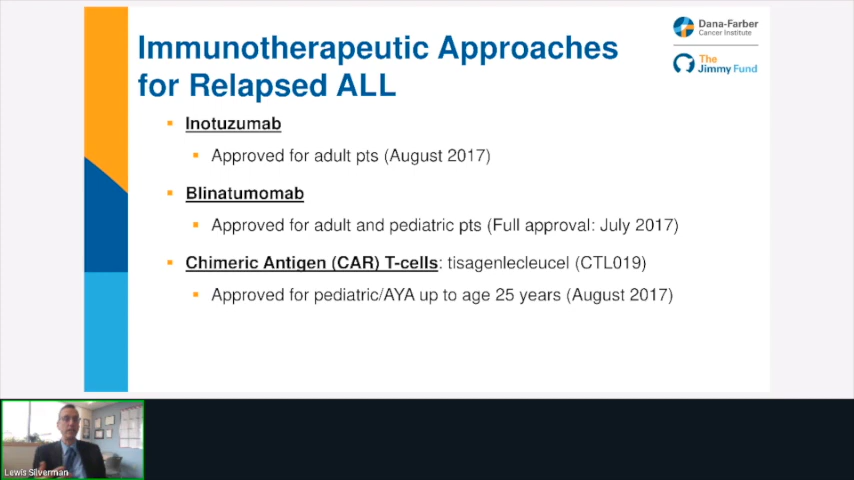 Dana-Farber
Cancer Institute
The
Jimmy Fund
Immunotherapeutic Approaches
for Relapsed ALL
Inotuzumab
Approved for adult pts (August 2017)
Blinatumomab
Approved for adult and pediatric pts (Full approval: July 2017)
Chimeric Antigen (CAR) T-cells: tisagenlecleucel (CTL019)
Approved for pediatric/AYA up to age 25 years (August 2017)
Lewis Silverman